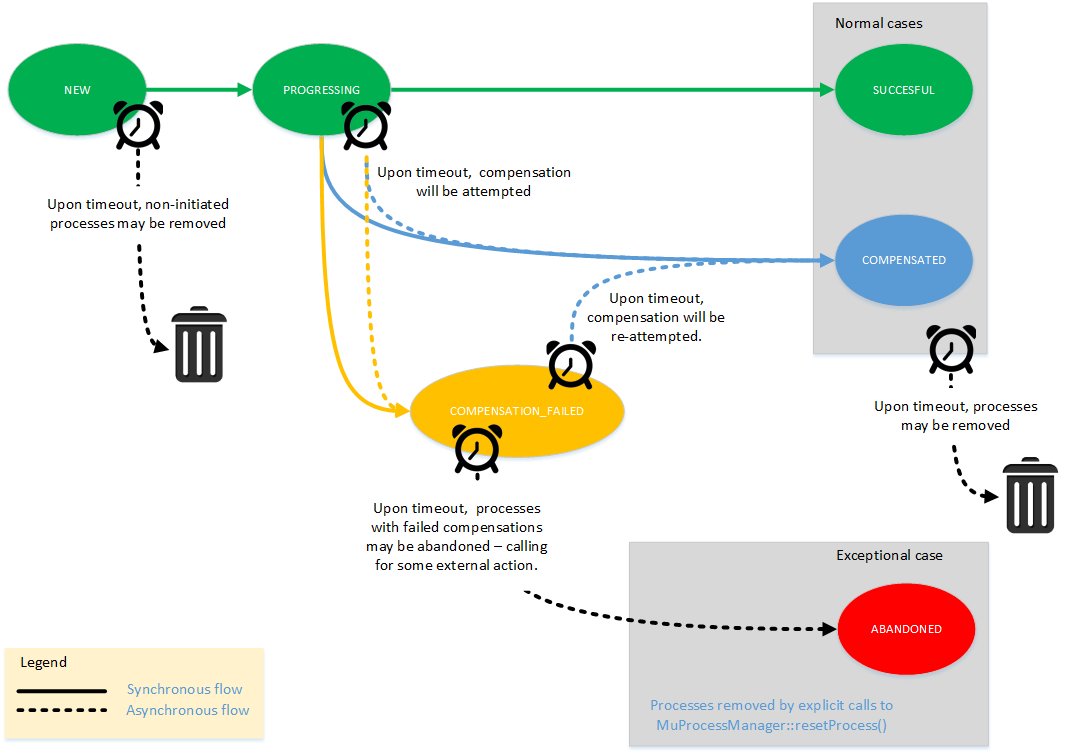 Normal cases
NEW
PROGRESSING
SUCCESFUL
Upon timeout, compensation
will be attempted
Upon timeout, non-initiated
processes may be removed
COMPENSATED
Upon timeout,
compensation will be
re-attempted.
COMPENSATION_FAILED
Upon timeout, processes
may be removed
Upon timeout, processes
with failed compensations
may be abandoned – calling
for some external action.
Exceptional case
ABANDONED
Legend
Synchronous flow
Asynchronous flow
Processes removed by explicit calls to
MuProcessManager::resetProcess()